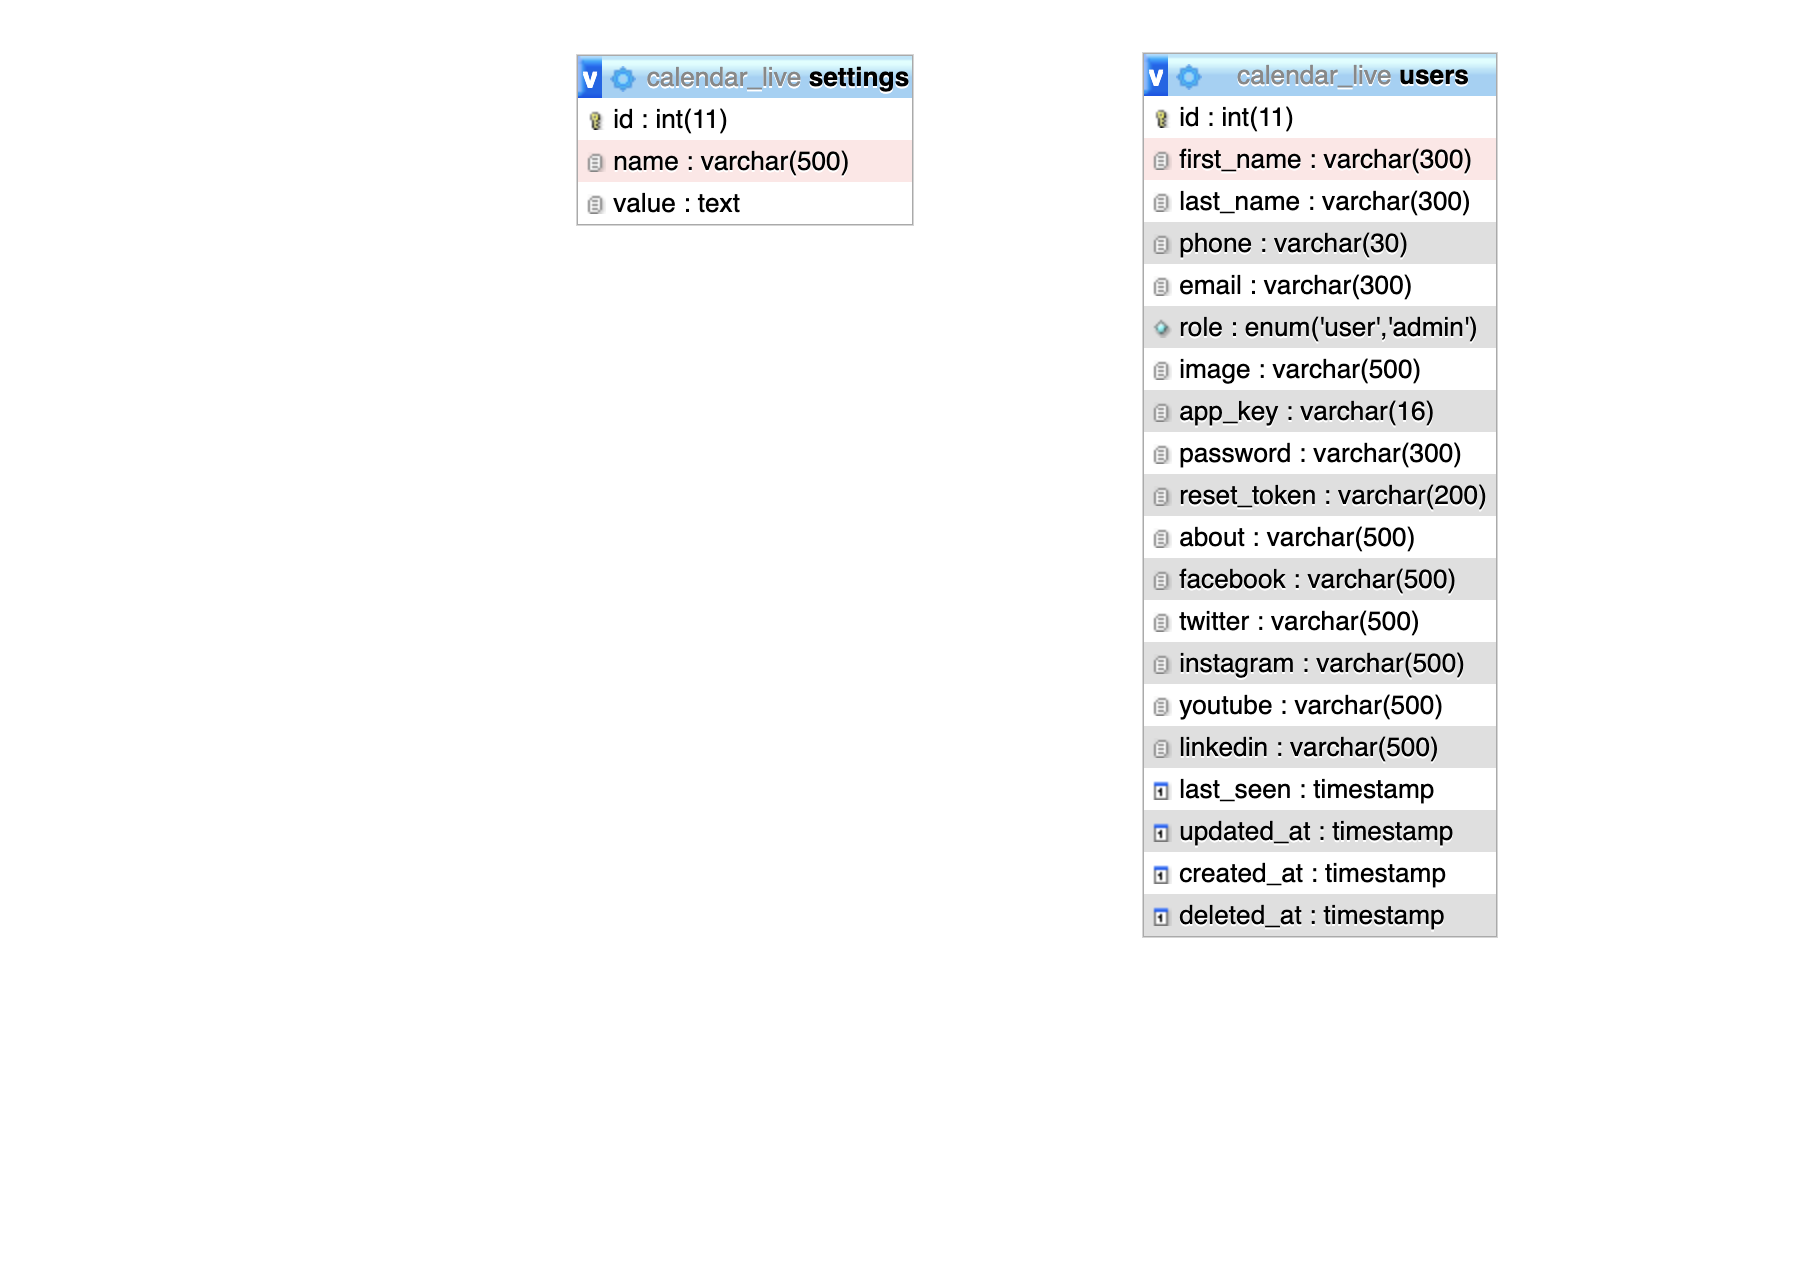 v calendar_live settings
id : int(11)
name : varchar(500)
value : text
v calendar_live users
id : int(11)
first_name : varchar(300)
last_name : varchar(300)
phone : varchar(30)
email : varchar(300)
role : enum('user','admin')
image : varchar(500)
app_key : varchar(16)
password : varchar(300)
reset_token : varchar(200)
about : varchar(500)
facebook : varchar(500)
twitter : varchar(500)
instagram : varchar(500)
youtube : varchar(500)
linkedin : varchar(500)
last_seen : timestamp
updated_at : timestamp
created_at : timestamp
deleted_at : timestamp